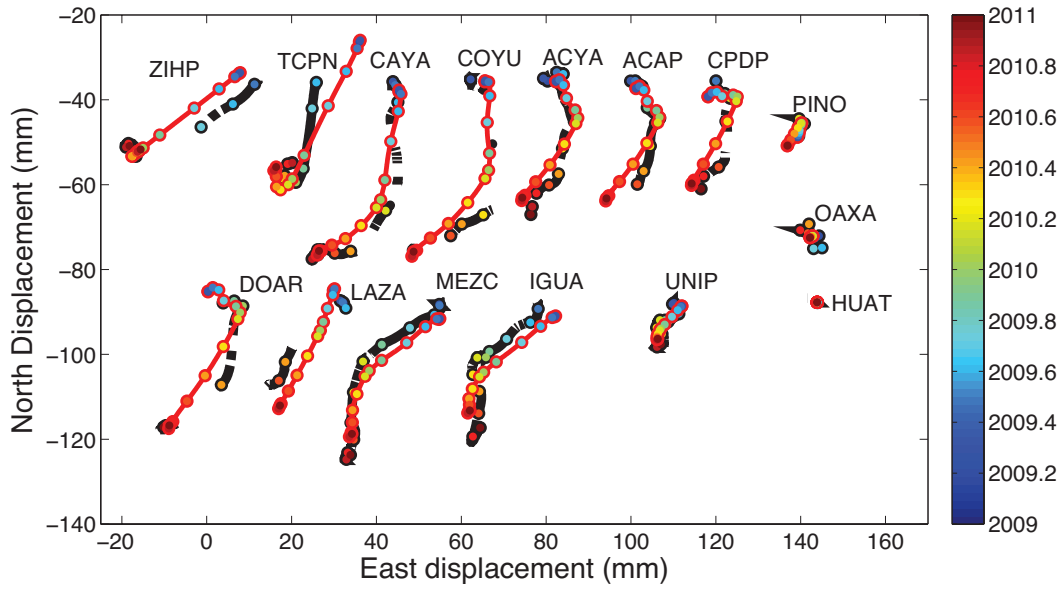 −20
−40
−60
−80
−100
−120
−140
North Displacement (mm)
ZIHP
TCPN
CAYA
COYU
ACYA
ACAP
CPDP
PINO
OAXA
DOAR
LAZA
MEZC
IGUA
UNIP
HUAT
−20
0
20
40
60
80
100
120
140
160
East displacement (mm)
2011
2010.8
2010.6
2010.4
2010.2
2010
2009.8
2009.6
2009.4
2009.2
2009